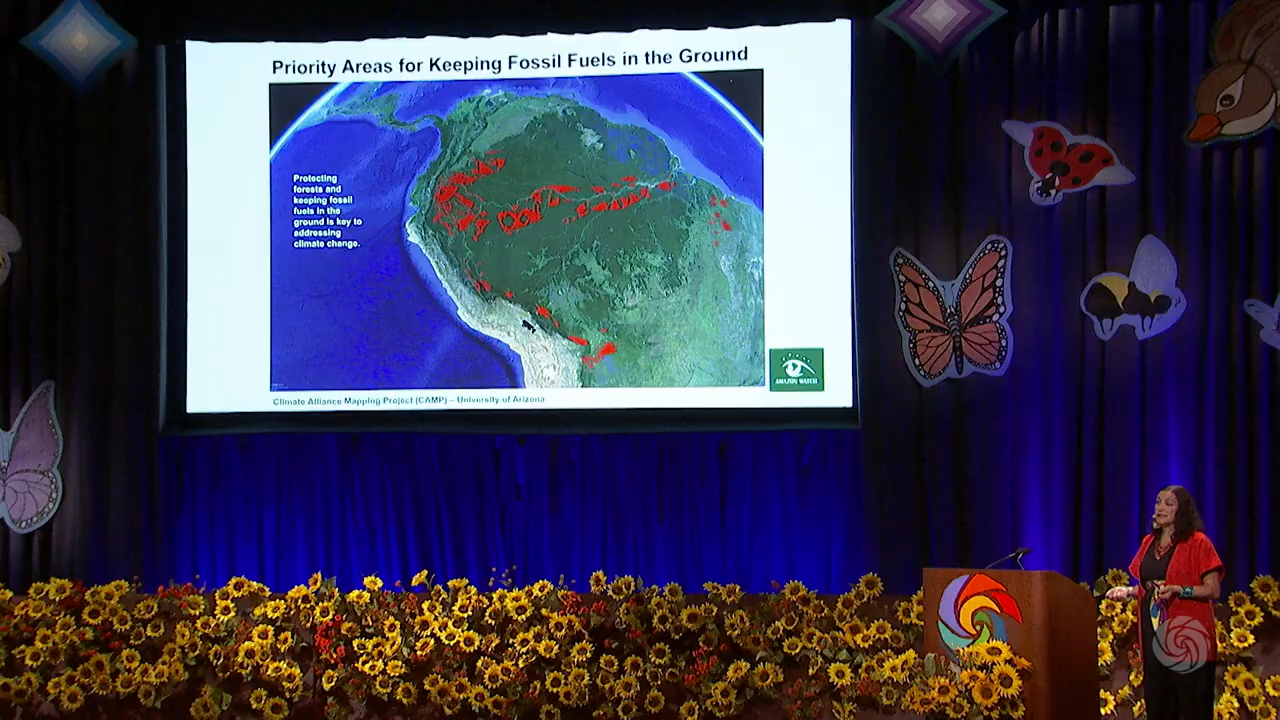 Priority Areas for Keeping Fossil Fuels in the Ground
Protecting
forests and
keeping fossil
fuels in the
ground is key to
addressing
climate change.
AMAZON WATCH
Climate Alliance Mapping Project (CAMP) – University of Arizona